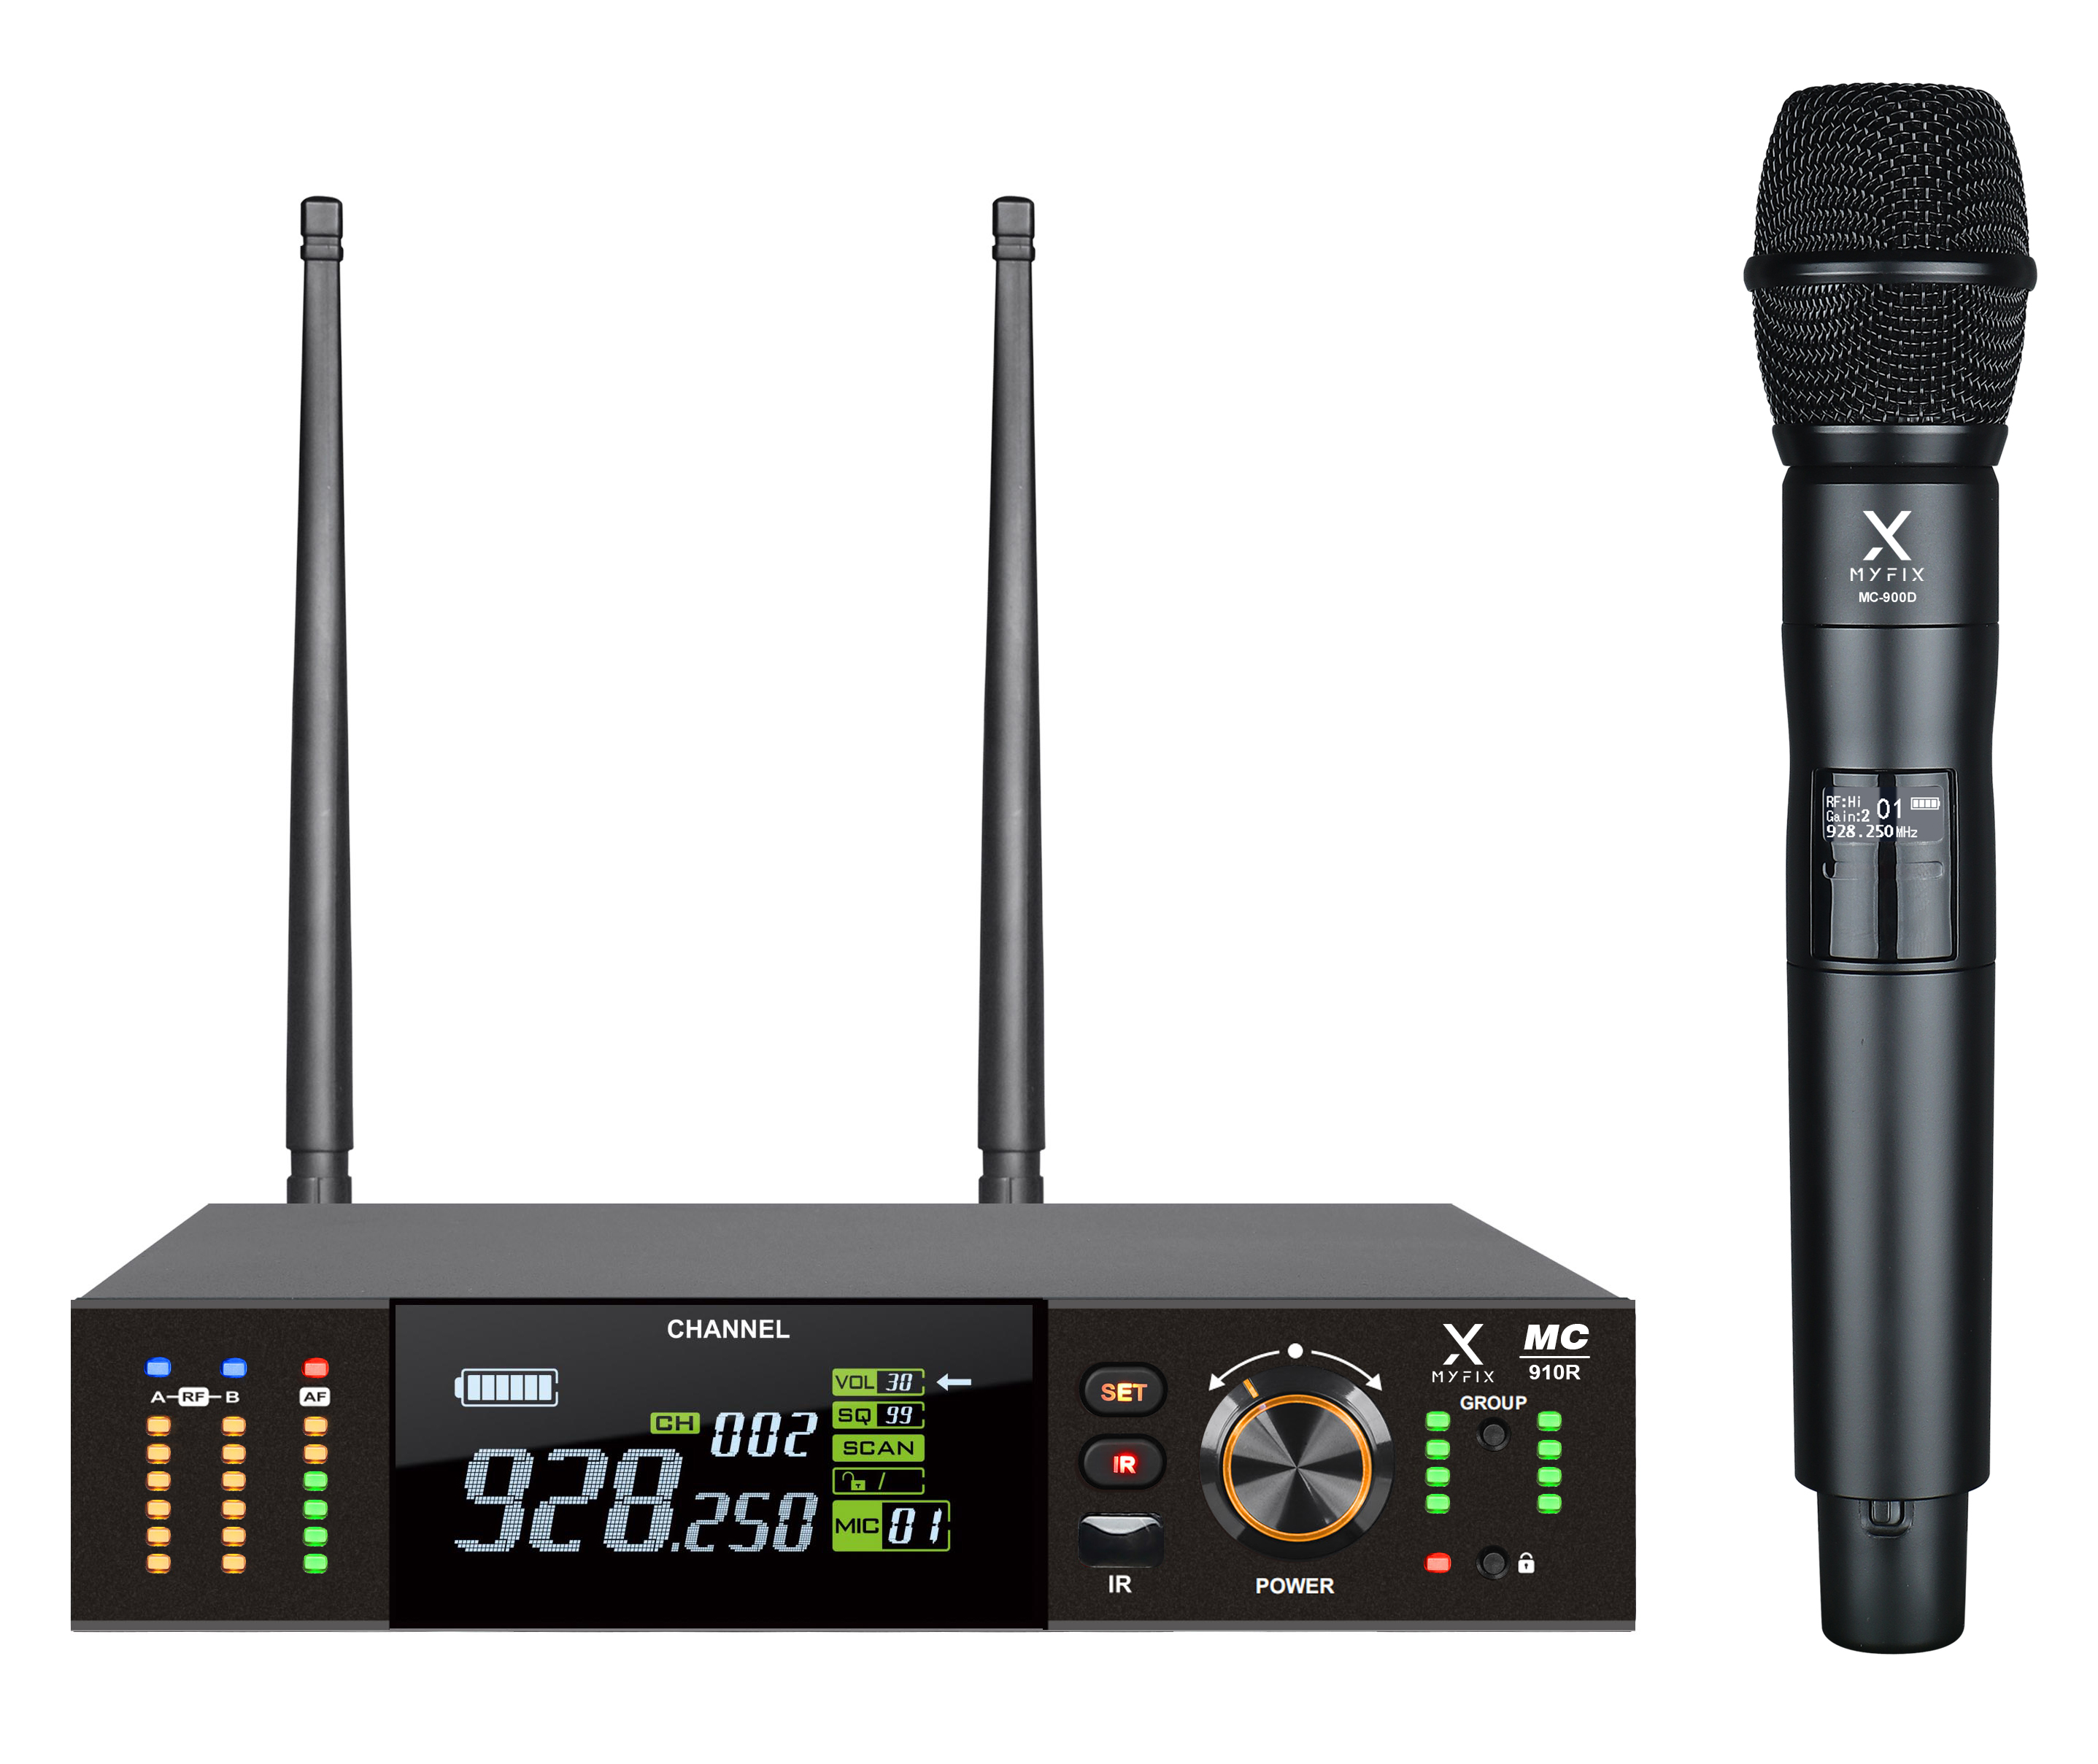 MYFIX
MC-900D
RF:Hi
Gain:2
01
928.250MHz
CHANNEL
A RF B
AF
CH 002
928.250
VOL 30
SQ 99
SCAN
/
MIC 01
SET
IR
IR
POWER
MYFIX
MC
910R
GROUP